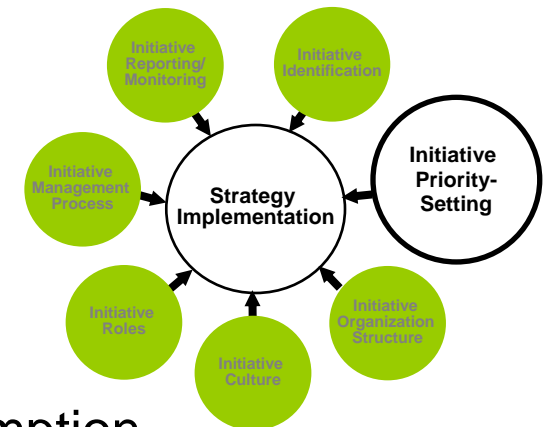 Initiative
Reporting/
Monitoring
Initiative
Identification
Initiative
Priority-
Setting
Initiative
Management
Process
Strategy
Implementation
Initiative
Roles
Initiative
Organization
Structure
Initiative
Culture